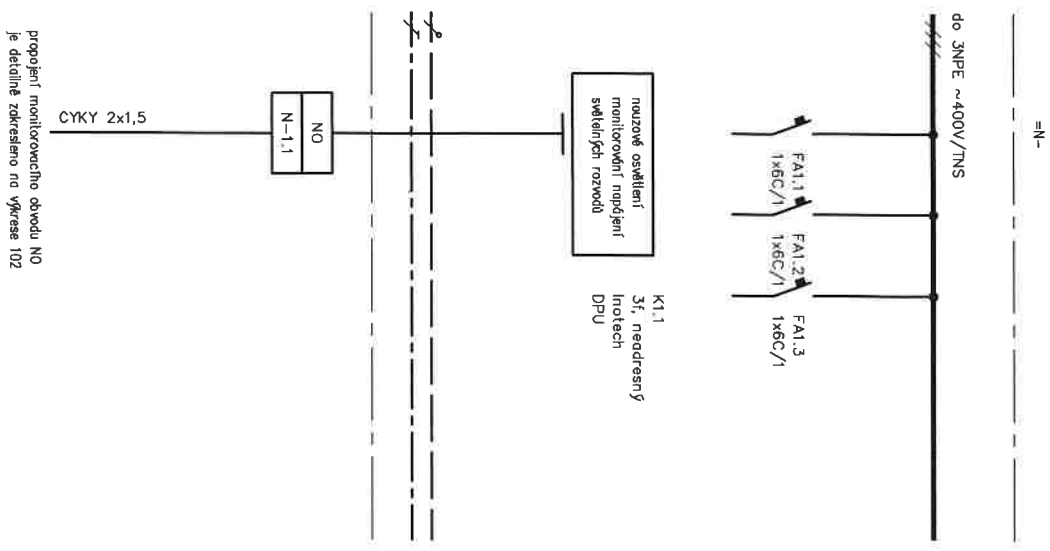 =N-
do 3NPE ~400V/TNS
FA1.1
1x6C/1
FA1.2
1x6C/1
FA1.3
1x6C/1
nouzové osvětlení
monitorování napájení
světelných rozvodů
K1.1
3f, neadresný
Inotech
DPU
NO
N-1.1
CYKY 2x1,5
propojení monitorovacího obvodu NO
je detailně zakresleno na výkrese 102